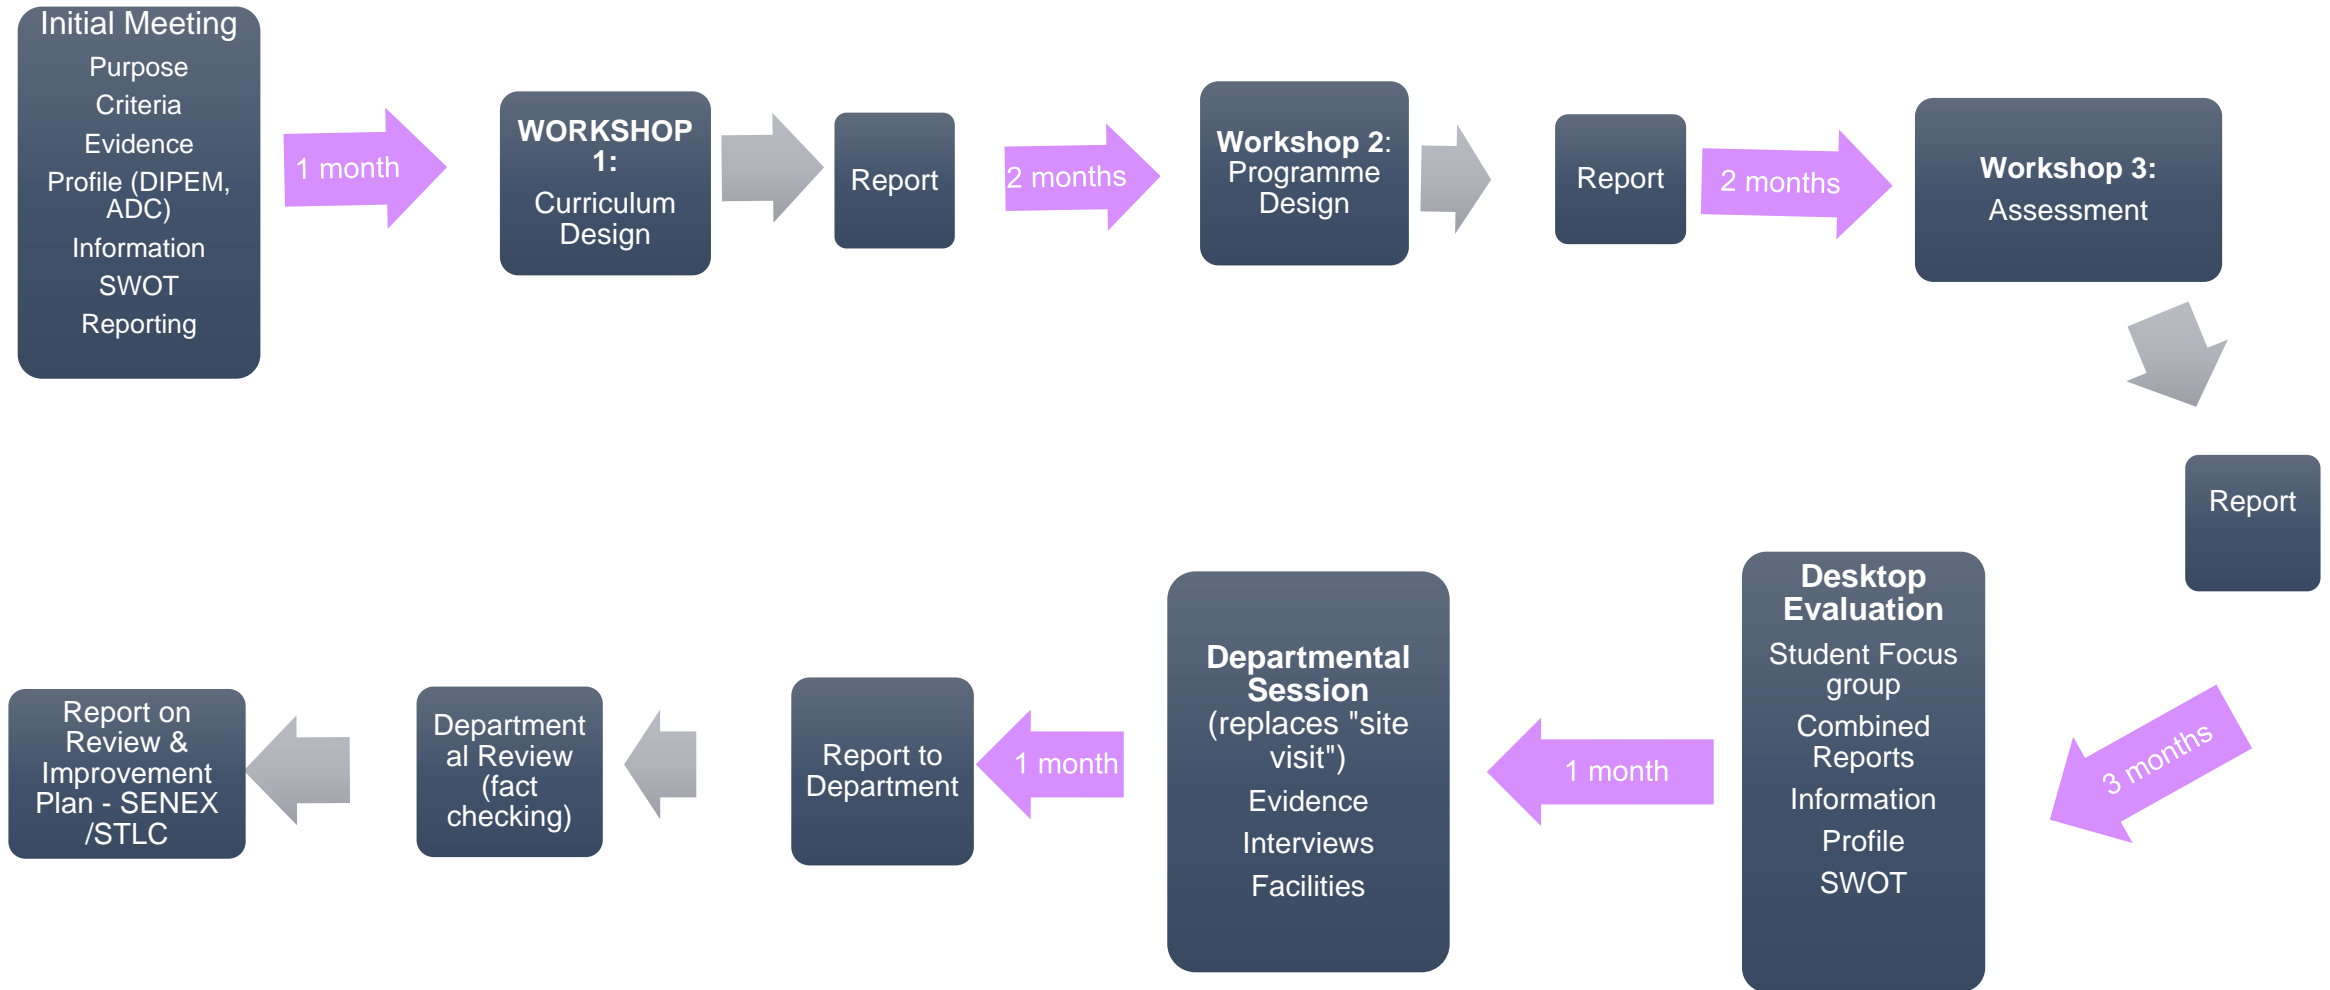 Initial Meeting
Purpose
Criteria
Evidence
Profile (DIPEM,
ADC)
Information
SWOT
Reporting
1 month
WORKSHOP
1:
Curriculum
Design
Report
2 months
Workshop 2:
Programme
Design
Report
2 months
Workshop 3:
Assessment
Report
3 months
Desktop
Evaluation
Student Focus
group
Combined
Reports
Information
Profile
SWOT
1 month
Departmental
Session
(replaces "site
visit")
Evidence
Interviews
Facilities
1 month
Report to
Department
Department
al Review
(fact
checking)
Report on
Review &
Improvement
Plan - SENEX
/STLC